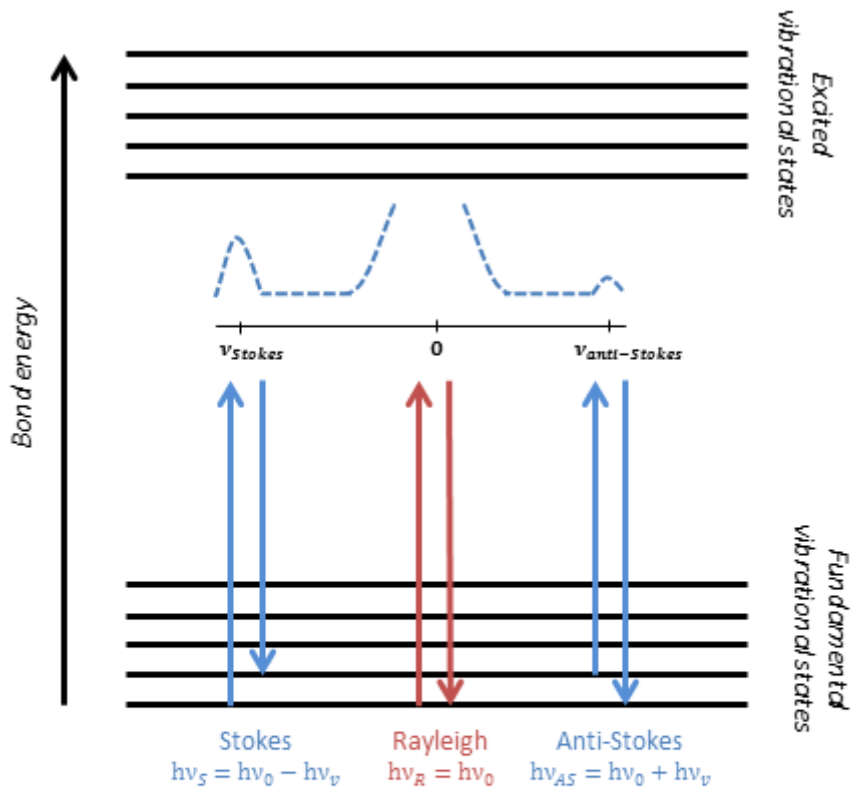 Excited
vibrational states
Bond energy
ν_Stokes
0
ν_anti−Stokes
Fundamental
vibrational states
Stokes
hν_S = hν_0 − hν_v
Rayleigh
hν_R = hν_0
Anti-Stokes
hν_AS = hν_0 + hν_v